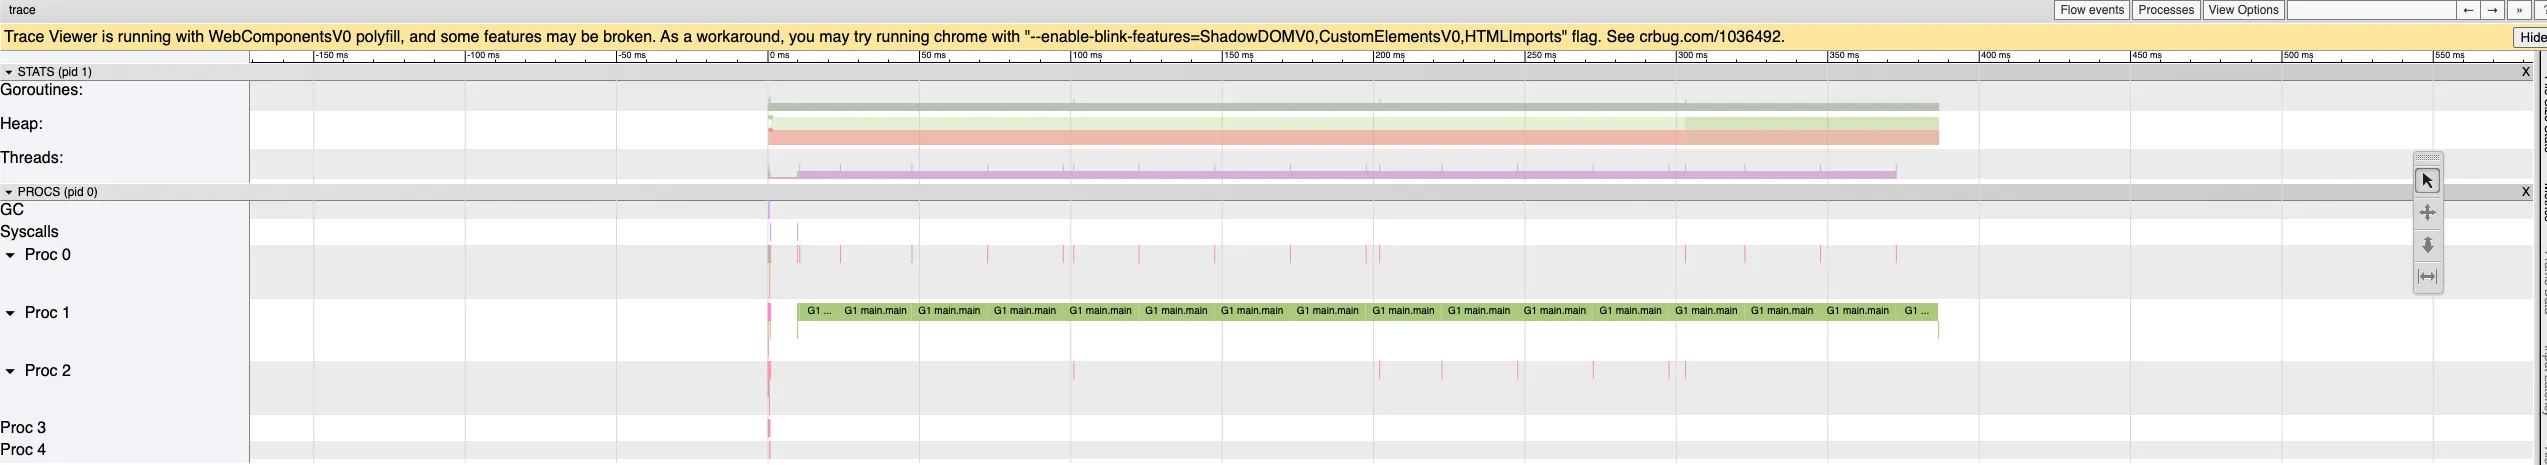 trace
Flow events Processes View Options ← → » ?
Trace Viewer is running with WebComponentsV0 polyfill, and some features may be broken. As a workaround, you may try running chrome with "--enable-blink-features=ShadowDOMV0,CustomElementsV0,HTMLImports" flag. See crbug.com/1036492. Hide
-150 ms -100 ms -50 ms 0 ms 50 ms 100 ms 150 ms 200 ms 250 ms 300 ms 350 ms 400 ms 450 ms 500 ms 550 ms
STATS (pid 1) X
Goroutines:
Heap:
Threads:
PROCS (pid 0) X
GC
Syscalls
Proc 0
Proc 1 G1 ... G1 main.main G1 main.main G1 main.main G1 main.main G1 main.main G1 main.main G1 main.main G1 main.main G1 main.main G1 main.main G1 main.main G1 main.main G1 main.main G1 main.main G1 ...
Proc 2
Proc 3
Proc 4